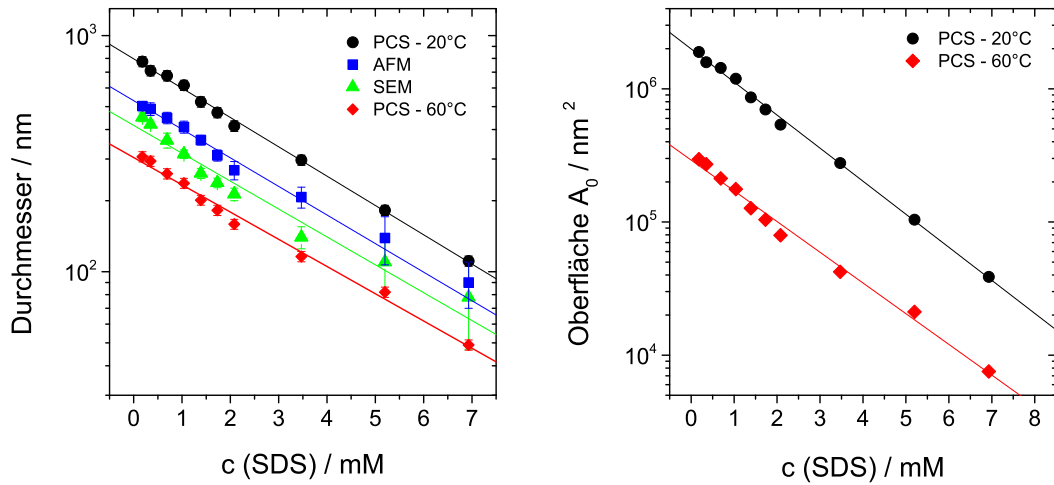 10³
10²
Durchmesser / nm
PCS - 20°C
AFM
SEM
PCS - 60°C
0 1 2 3 4 5 6 7
c (SDS) / mM
10⁶
10⁵
10⁴
Oberfläche A₀ / nm ²
PCS - 20°C
PCS - 60°C
0 1 2 3 4 5 6 7 8
c (SDS) / mM